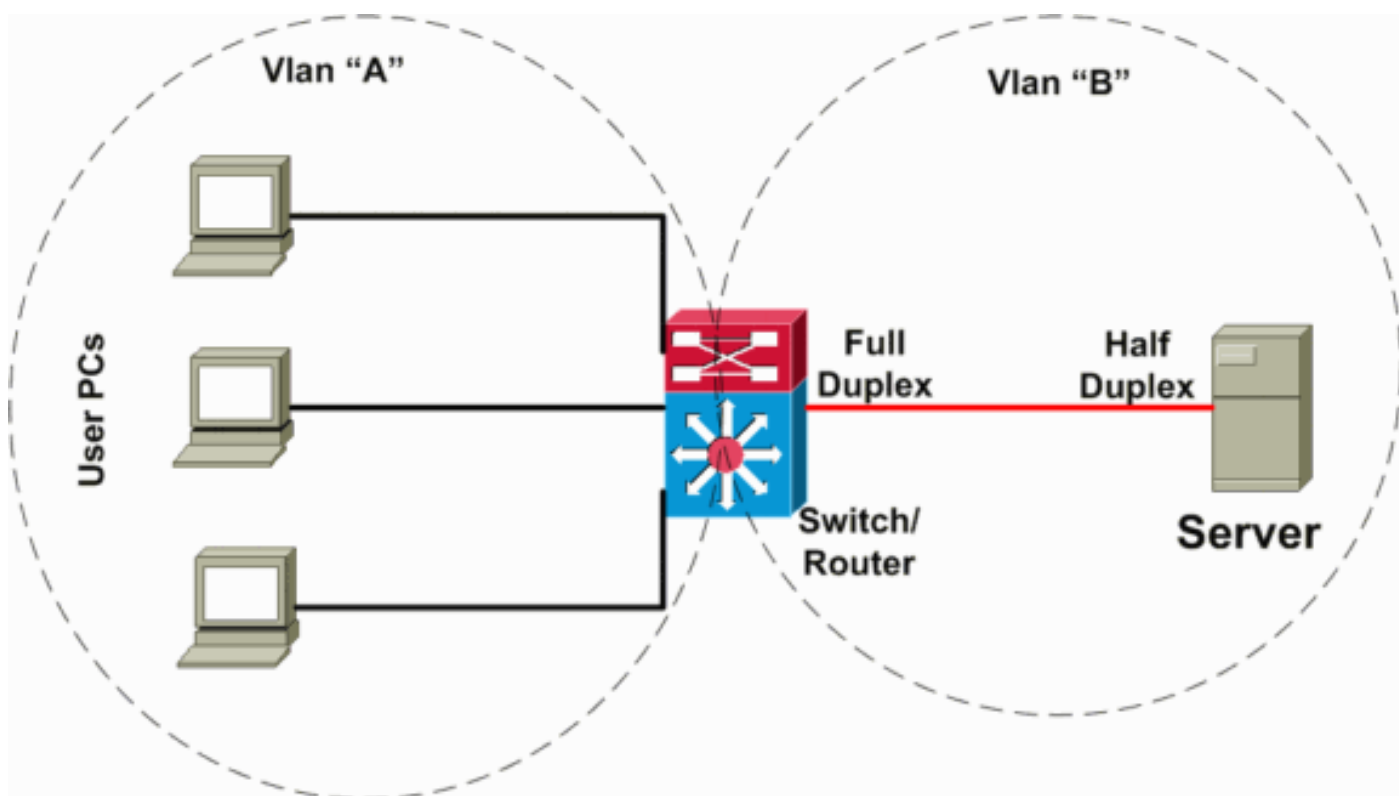 Vlan “A”
Vlan “B”
User PCs
Full
Duplex
Half
Duplex
Switch/
Router
Server